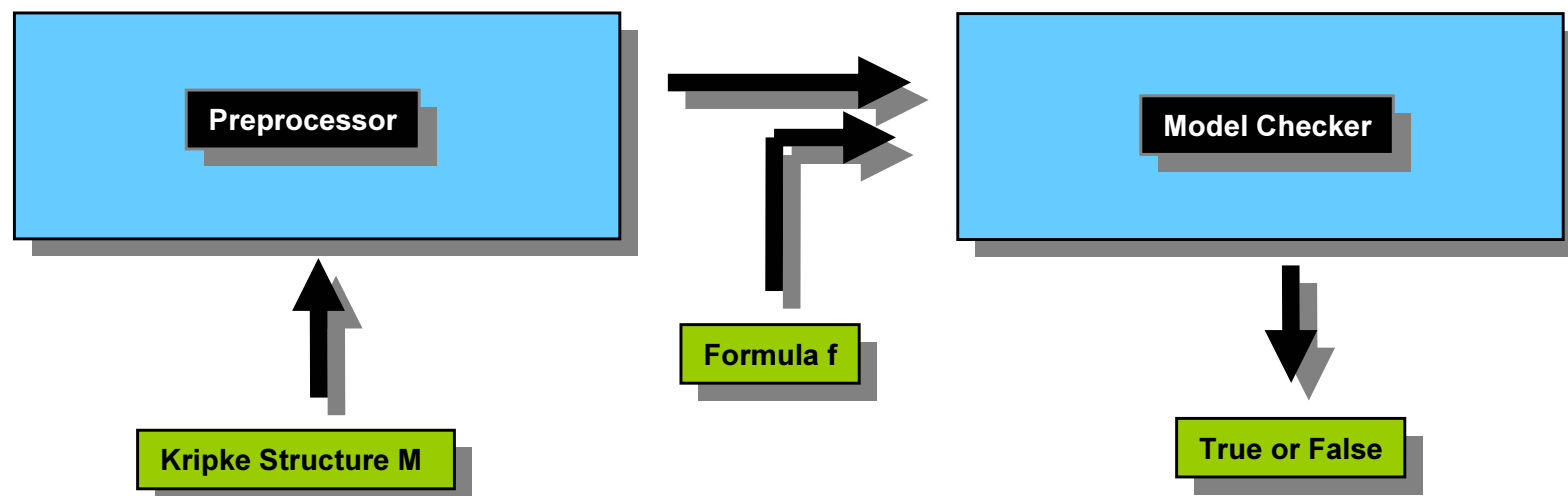 Preprocessor
Model Checker
Formula f
Kripke Structure M
True or False